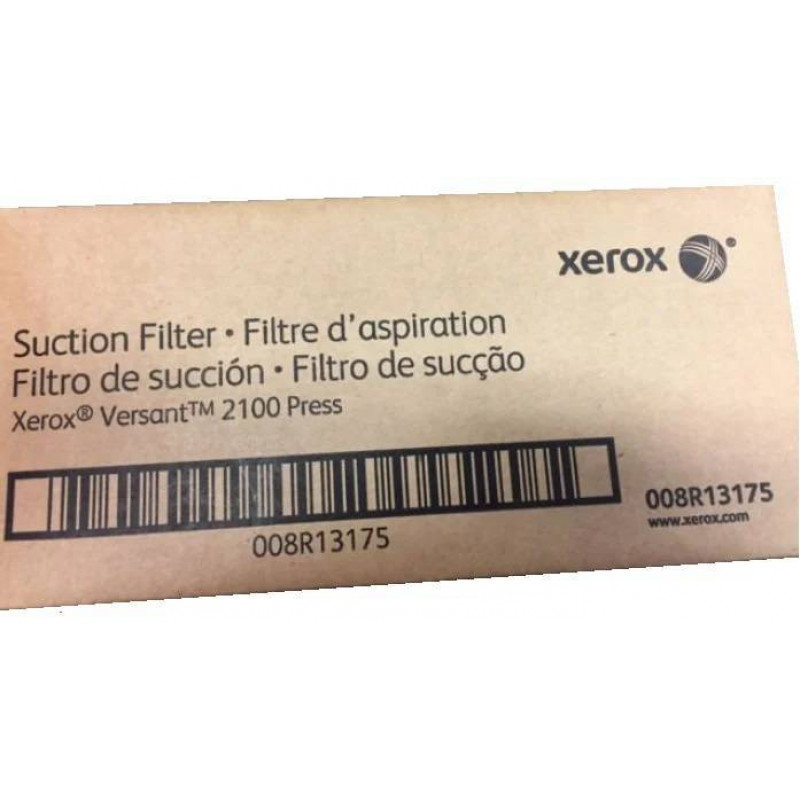 xerox ®
Suction Filter • Filtre d'aspiration
Filtro de succión • Filtro de sucção
Xerox® Versant™ 2100 Press
008R13175
008R13175
www.xerox.com